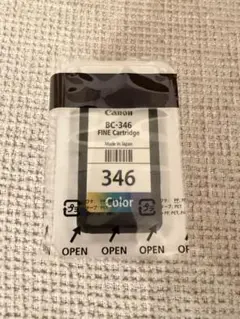 Canon
BC-346
FINE Cartridge
Made in Japan
346
Color
OPEN OPEN OPEN